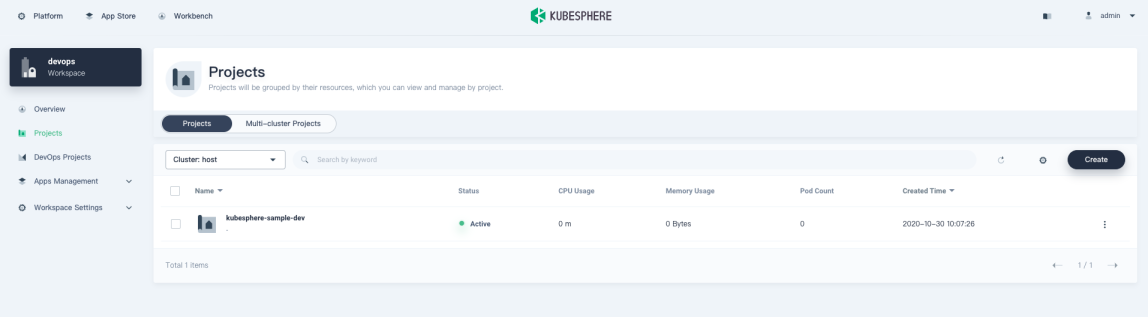 Platform App Store Workbench KUBESPHERE admin
devops
Workspace
Overview
Projects
DevOps Projects
Apps Management
Workspace Settings
Projects
Projects will be grouped by their resources, which you can view and manage by project.
Projects Multi-cluster Projects
Cluster: host Search by keyword Create
Name Status CPU Usage Memory Usage Pod Count Created Time
kubesphere-sample-dev Active 0 m 0 Bytes 0 2020-10-30 10:07:26
-
Total 1 items 1 / 1